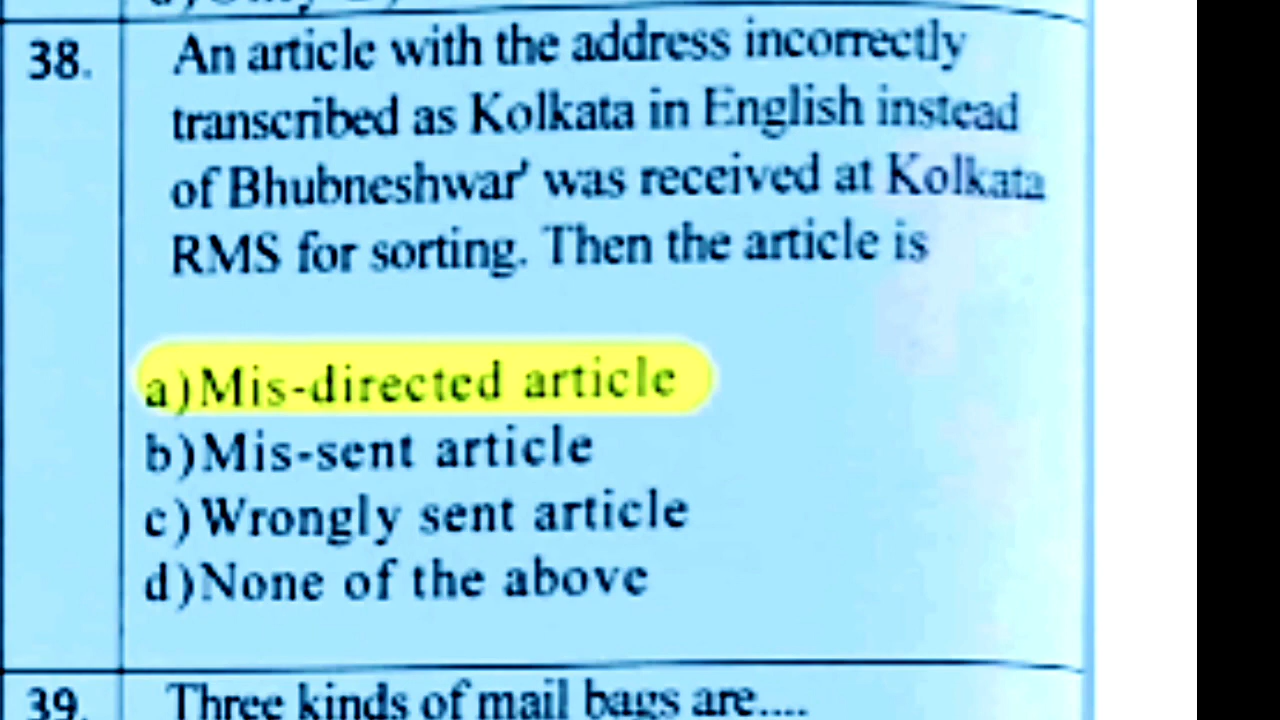 38. An article with the address incorrectly
transcribed as Kolkata in English instead
of Bhubneshwar' was received at Kolkata
RMS for sorting. Then the article is
a)Mis-directed article
b)Mis-sent article
c)Wrongly sent article
d)None of the above
39. Three kinds of mail bags are....